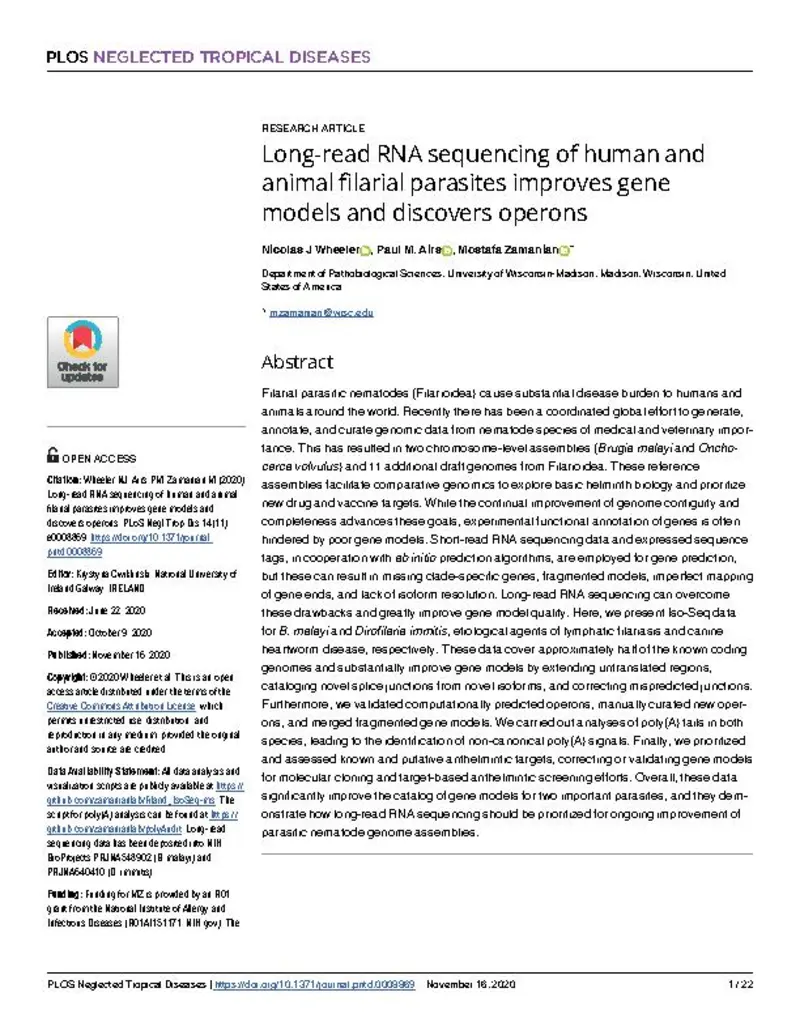 PLOS NEGLECTED TROPICAL DISEASES
RESEARCH ARTICLE
Long-read RNA sequencing of human and
animal filarial parasites improves gene
models and discovers operons
Nicolas J Wheeler, Paul M. Airs, Mostafa Zamanian*
Department of Pathobiological Sciences, University of Wisconsin-Madison, Madison, Wisconsin, United
States of America
* mzamanian@wisc.edu
Check for
updates
OPEN ACCESS
Citation: Wheeler NJ, Airs PM, Zamanian M (2020)
Long-read RNA sequencing of human and animal
filarial parasites improves gene models and
discovers operons. PLoS Negl Trop Dis 14(11):
e0008869. https://doi.org/10.1371/journal.
pntd.0008869
Editor: Krystyna Cwiklinski, National University of
Ireland Galway, IRELAND
Received: June 22, 2020
Accepted: October 9, 2020
Published: November 16, 2020
Copyright: © 2020 Wheeler et al. This is an open
access article distributed under the terms of the
Creative Commons Attribution License, which
permits unrestricted use, distribution, and
reproduction in any medium, provided the original
author and source are credited.
Data Availability Statement: All data analysis and
visualization scripts are publicly available at https://
github.com/zamanianlab/filarid_IsoSeq-ms. The
script for poly(A) analysis can be found at https://
github.com/zamanianlab/polyAudit. Long-read
sequencing data has been deposited into NIH
BioProjects PRJNA548902 (B. malayi) and
PRJNA640410 (D. immitis).
Funding: Funding for MZ is provided by an R01
grant from the National Institute of Allergy and
Infectious Diseases (R01AI151171, NIH.gov). The
Abstract
Filarial parasitic nematodes (Filarioidea) cause substantial disease burden to humans and
animals around the world. Recently there has been a coordinated global effort to generate,
annotate, and curate genomic data from nematode species of medical and veterinary impor-
tance. This has resulted in two chromosome-level assemblies (Brugia malayi and Oncho-
cerca volvulus) and 11 additional draft genomes from Filarioidea. These reference
assemblies facilitate comparative genomics to explore basic helminth biology and prioritize
new drug and vaccine targets. While the continual improvement of genome contiguity and
completeness advances these goals, experimental functional annotation of genes is often
hindered by poor gene models. Short-read RNA sequencing data and expressed sequence
tags, in cooperation with ab initio prediction algorithms, are employed for gene prediction,
but these can result in missing clade-specific genes, fragmented models, imperfect mapping
of gene ends, and lack of isoform resolution. Long-read RNA sequencing can overcome
these drawbacks and greatly improve gene model quality. Here, we present Iso-Seq data
for B. malayi and Dirofilaria immitis, etiological agents of lymphatic filariasis and canine
heartworm disease, respectively. These data cover approximately half of the known coding
genomes and substantially improve gene models by extending untranslated regions,
cataloging novel splice junctions from novel isoforms, and correcting mispredicted junctions.
Furthermore, we validated computationally predicted operons, manually curated new oper-
ons, and merged fragmented gene models. We carried out analyses of poly(A) tails in both
species, leading to the identification of non-canonical poly(A) signals. Finally, we prioritized
and assessed known and putative anthelmintic targets, correcting or validating gene models
for molecular cloning and target-based anthelmintic screening efforts. Overall, these data
significantly improve the catalog of gene models for two important parasites, and they dem-
onstrate how long-read RNA sequencing should be prioritized for ongoing improvement of
parasitic nematode genome assemblies.
PLOS Neglected Tropical Diseases | https://doi.org/10.1371/journal.pntd.0008869 November 16, 2020
1 / 22